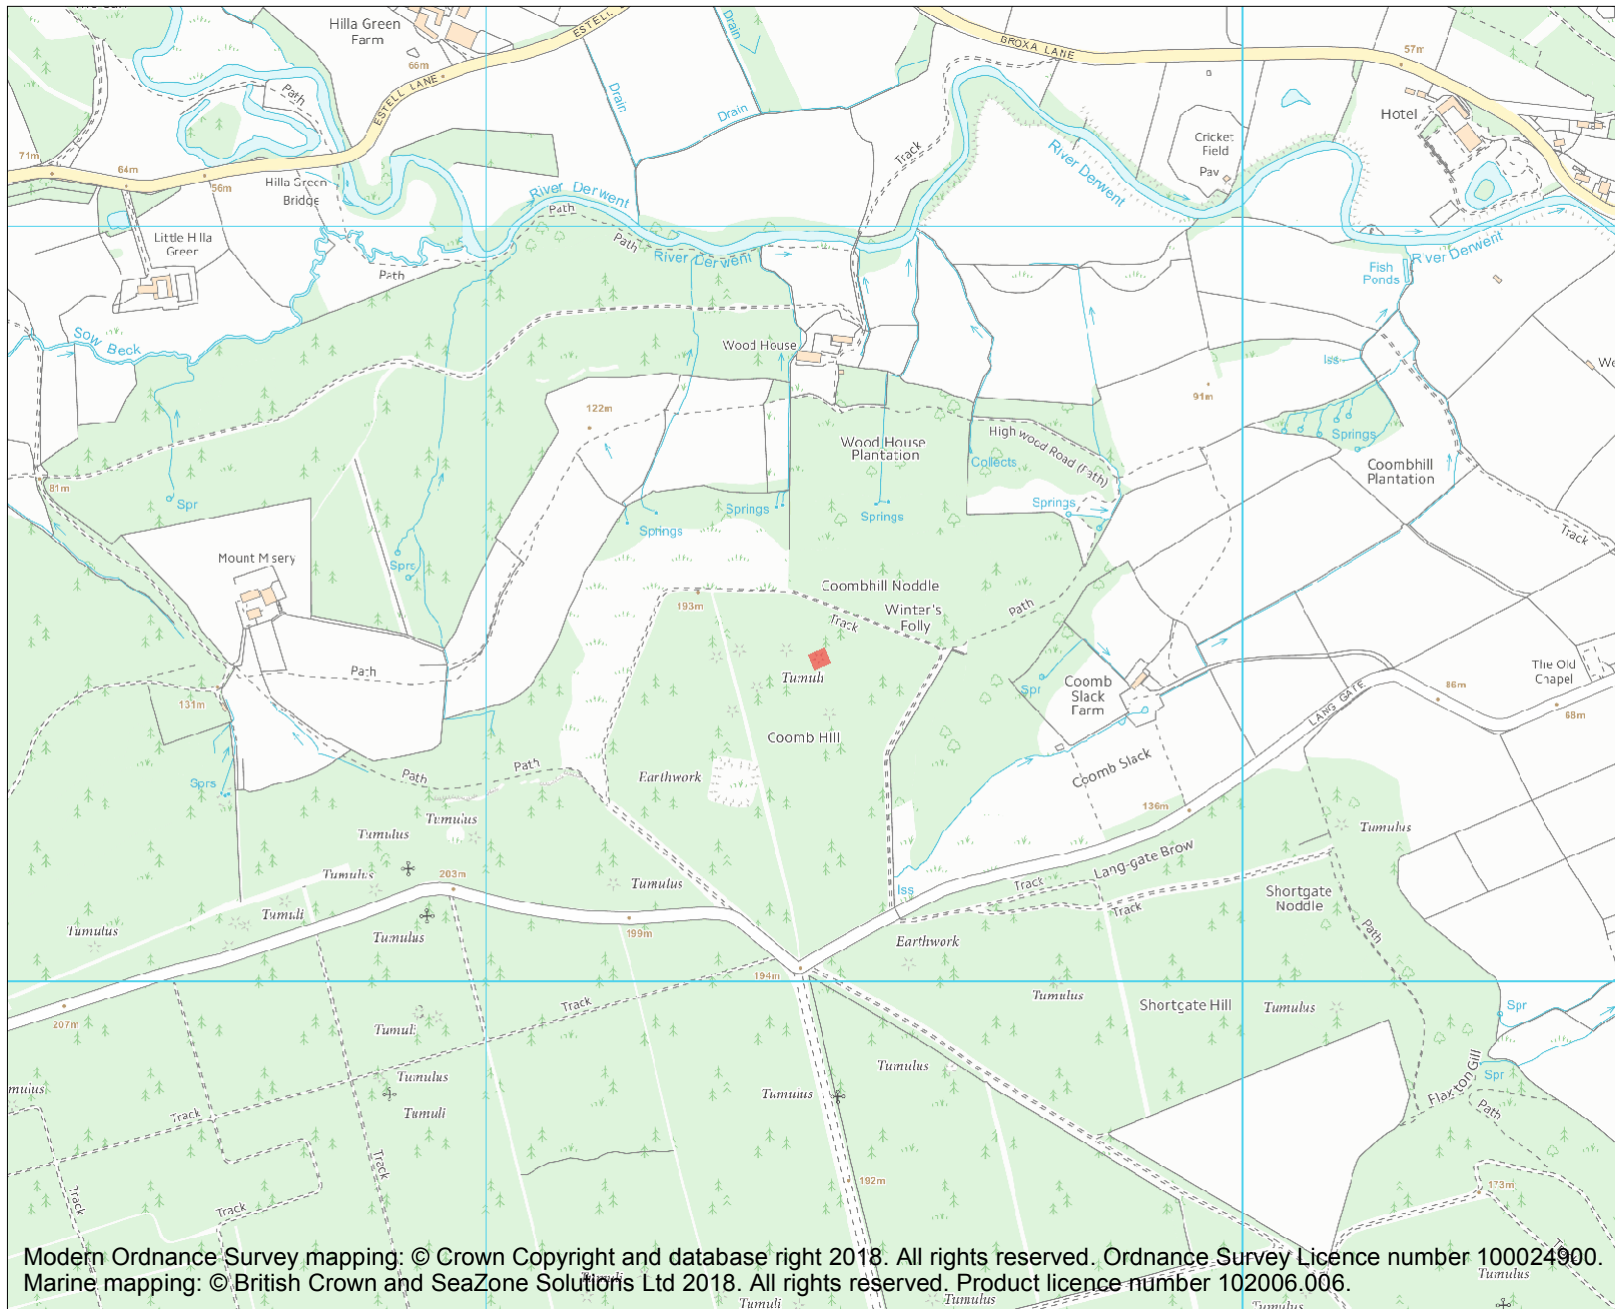 Hilla Green
Farm
66m
ESTELL LANE
ESTELL
Drain
Drain
Drain
Track
BROXA LANE
57m
Hotel
Cricket
Field
Pav
River Derwent
Path
71m
64m
56m
ESTELL LANE
Hilla Green
Bridge
River Derwent
Path
Path
River Derwent
River Derwent
Little Hilla
Green
Path
Fish
Ponds
Sow Beck
Wood House
Iss
91m
122m
Wood House
Plantation
High wood Road (Path)
Collects
Springs
Coombhill
Plantation
81m
Spr
Springs
Springs
Springs
Springs
Track
Mount Misery
Sprs
Coombhill Noddle
193m
Winter's
Folly
Track
Path
Path
Tumuli
Spr
Coomb
Slack
Farm
The Old
Chapel
LANG GATE
86m
68m
131m
Coomb Hill
Earthwork
Coomb Slack
Path
Path
Sprs
136m
Tumulus
Tumulus
Tumulus
Tumulus
203m
Tumulus
Iss
Track
Lang-gate Brow
Track
Shortgate
Noddle
Path
Tumuli
Tumulus
Tumulus
199m
Earthwork
194m
Track
Tumulus
Shortgate Hill
Tumulus
Spr
207m
Tumuli
Tumulus
Tumulus
Tumuli
Tumulus
Flaxton Gill
Spr
Path
Track
Track
Track
Track
192m
173m
Track
Modern Ordnance Survey mapping: © Crown Copyright and database right 2018. All rights reserved. Ordnance Survey Licence number 100024900.
Marine mapping: © British Crown and SeaZone Solutions Ltd 2018. All rights reserved. Product licence number 102006.006.
Tumuli
Tumulus
Tumuli
Tumulus
Tumulus